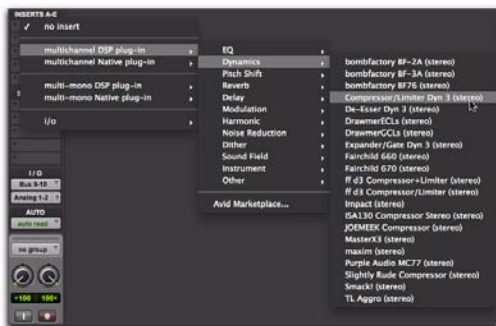 INSERTS A-E
✓ no insert
multichannel DSP plug-in
multichannel Native plug-in
multi-mono DSP plug-in
multi-mono Native plug-in
i/o
EQ
Dynamics
Pitch Shift
Reverb
Delay
Modulation
Harmonic
Noise Reduction
Dither
Sound Field
Instrument
Other
Avid Marketplace...
bombfactory BF-2A (stereo)
bombfactory BF-3A (stereo)
bombfactory BF76 (stereo)
Compressor/Limiter Dyn 3 (stereo)
De-Esser Dyn 3 (stereo)
DrawmerECLs (stereo)
DrawmerGCLs (stereo)
Expander/Gate Dyn 3 (stereo)
Fairchild 660 (stereo)
Fairchild 670 (stereo)
ff d3 Compressor+Limiter (stereo)
ff d3 Compressor/Limiter (stereo)
Impact (stereo)
ISA130 Compressor Stereo (stereo)
JOEMEEK Compressor (stereo)
MasterX3 (stereo)
maxim (stereo)
Purple Audio MC77 (stereo)
Slightly Rude Compressor (stereo)
Smack! (stereo)
TL Aggro (stereo)
I/O
Bus 9-10
Analog 1-2
AUTO
auto read
no group
+100 100+
I